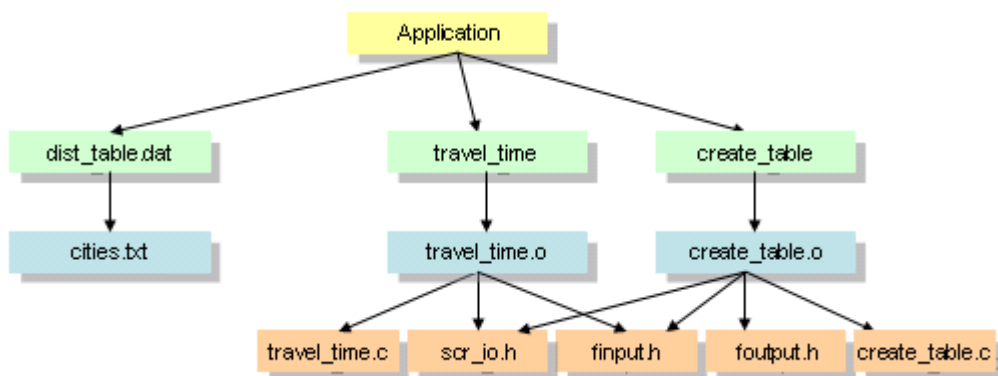 Application
dist_table.dat
travel_time
create_table
cities.txt
travel_time.o
create_table.o
travel_time.c
scr_io.h
finput.h
foutput.h
create_table.c